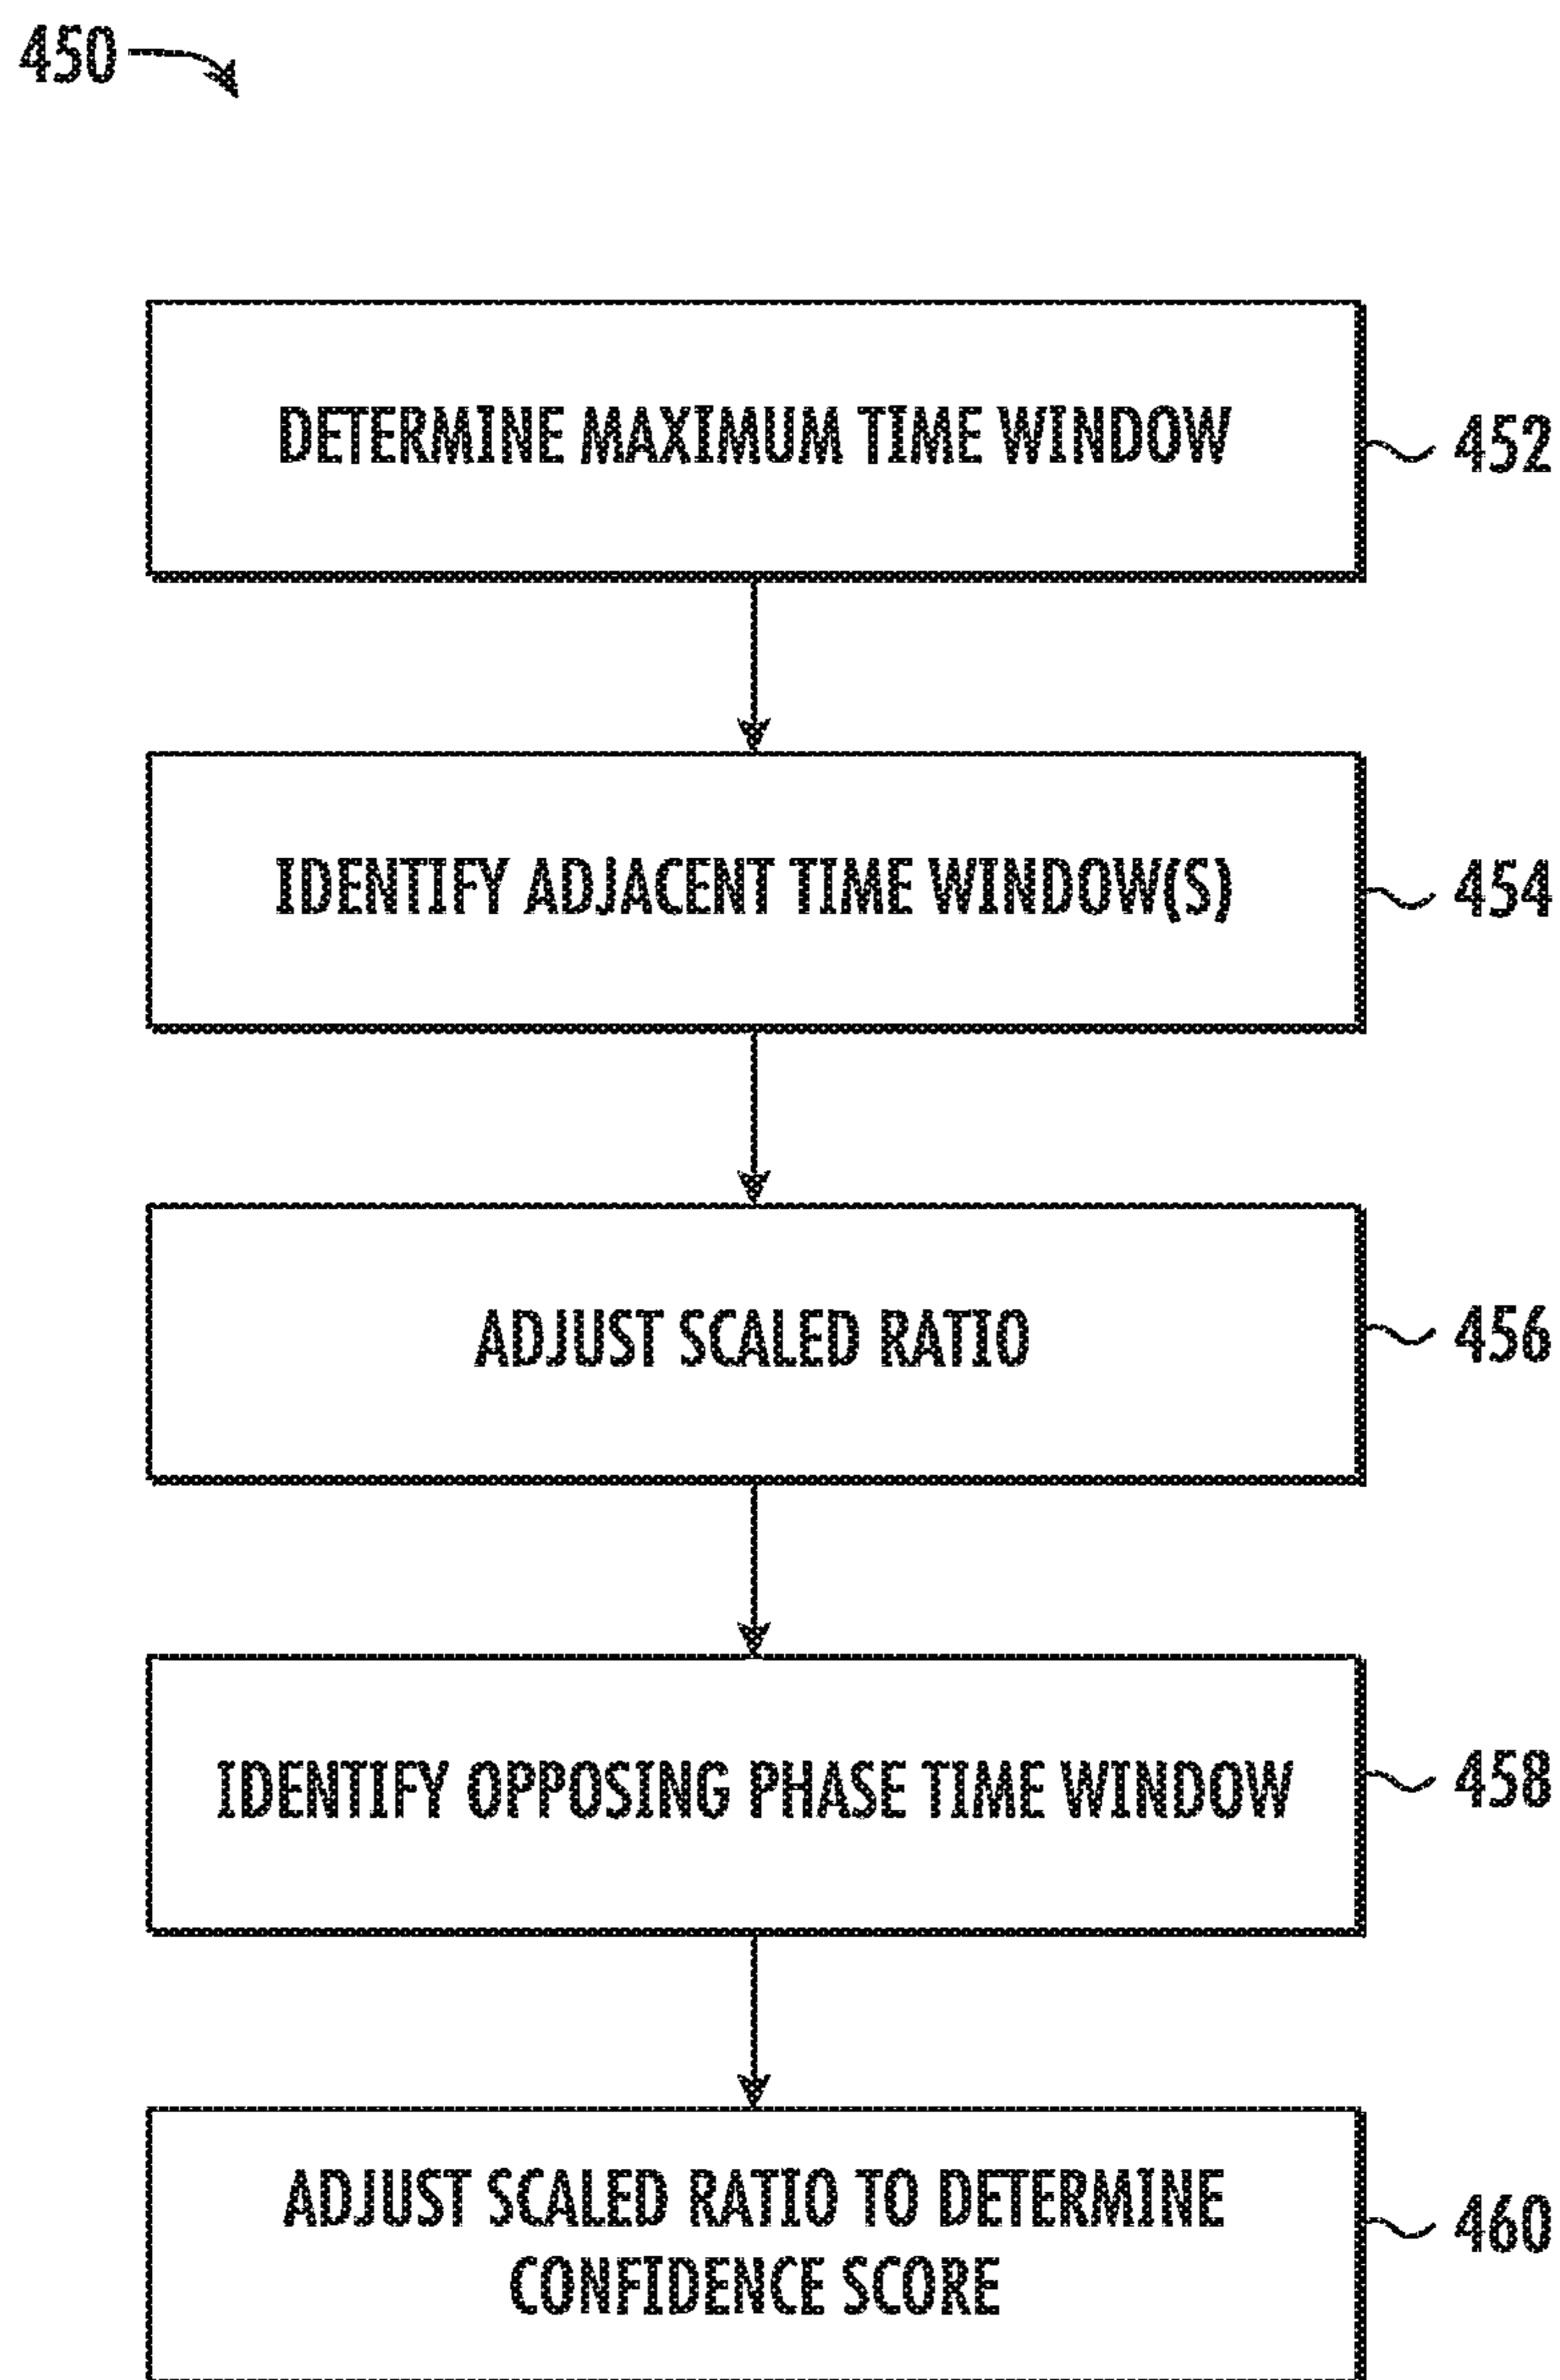 450
DETERMINE MAXIMUM TIME WINDOW
452
IDENTIFY ADJACENT TIME WINDOW(S)
454
ADJUST SCALED RATIO
456
IDENTIFY OPPOSING PHASE TIME WINDOW
458
ADJUST SCALED RATIO TO DETERMINE
CONFIDENCE SCORE
460